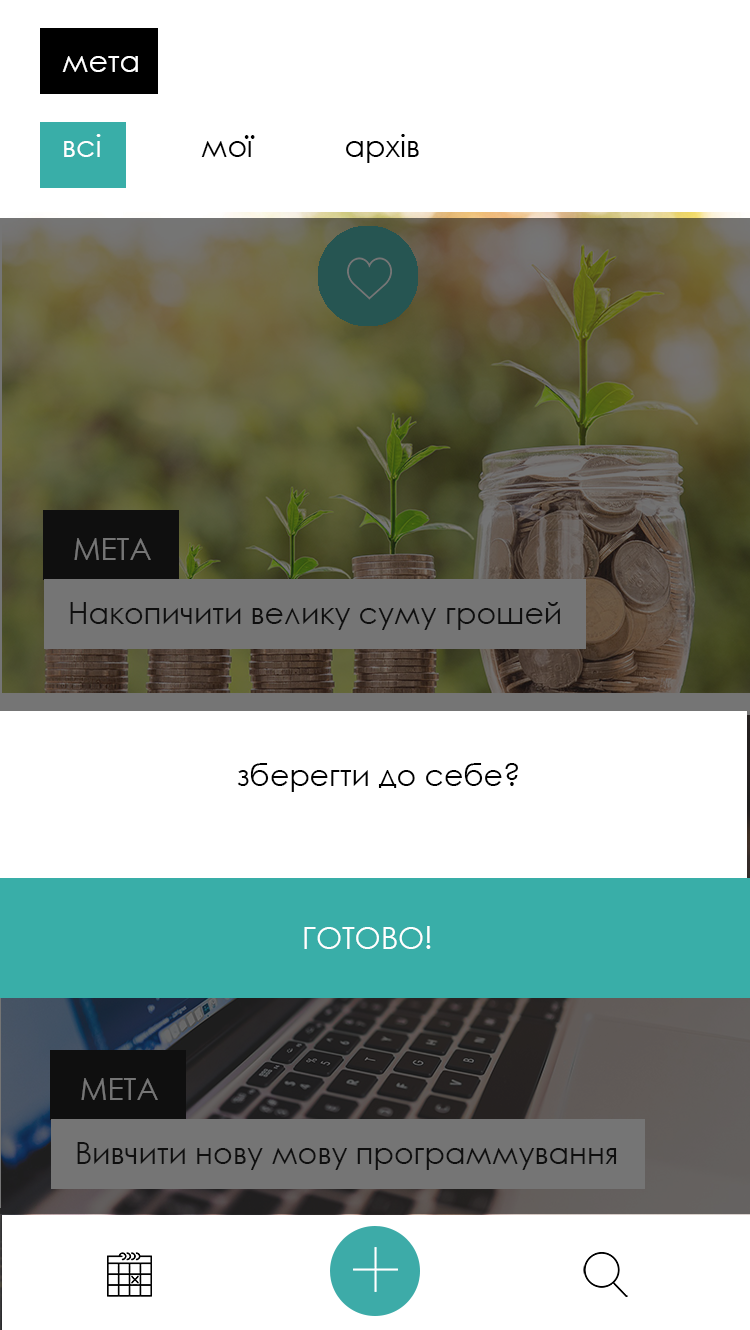 мета
всі мої архів
МЕТА
Накопичити велику суму грошей
зберегти до себе?
ГОТОВО!
МЕТА
Вивчити нову мову программування